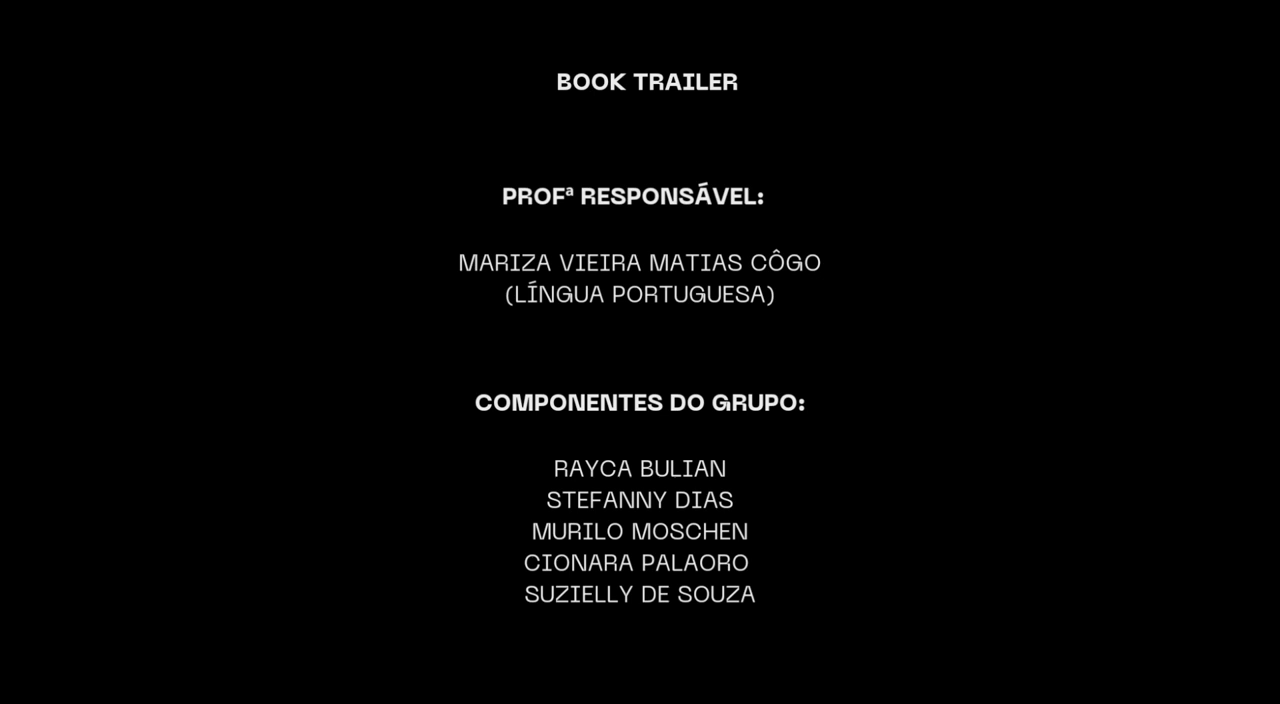 BOOK TRAILER
PROFª RESPONSÁVEL:
MARIZA VIEIRA MATIAS CÔGO
(LÍNGUA PORTUGUESA)
COMPONENTES DO GRUPO:
RAYCA BULIAN
STEFANNY DIAS
MURILO MOSCHEN
CIONARA PALAORO
SUZIELLY DE SOUZA